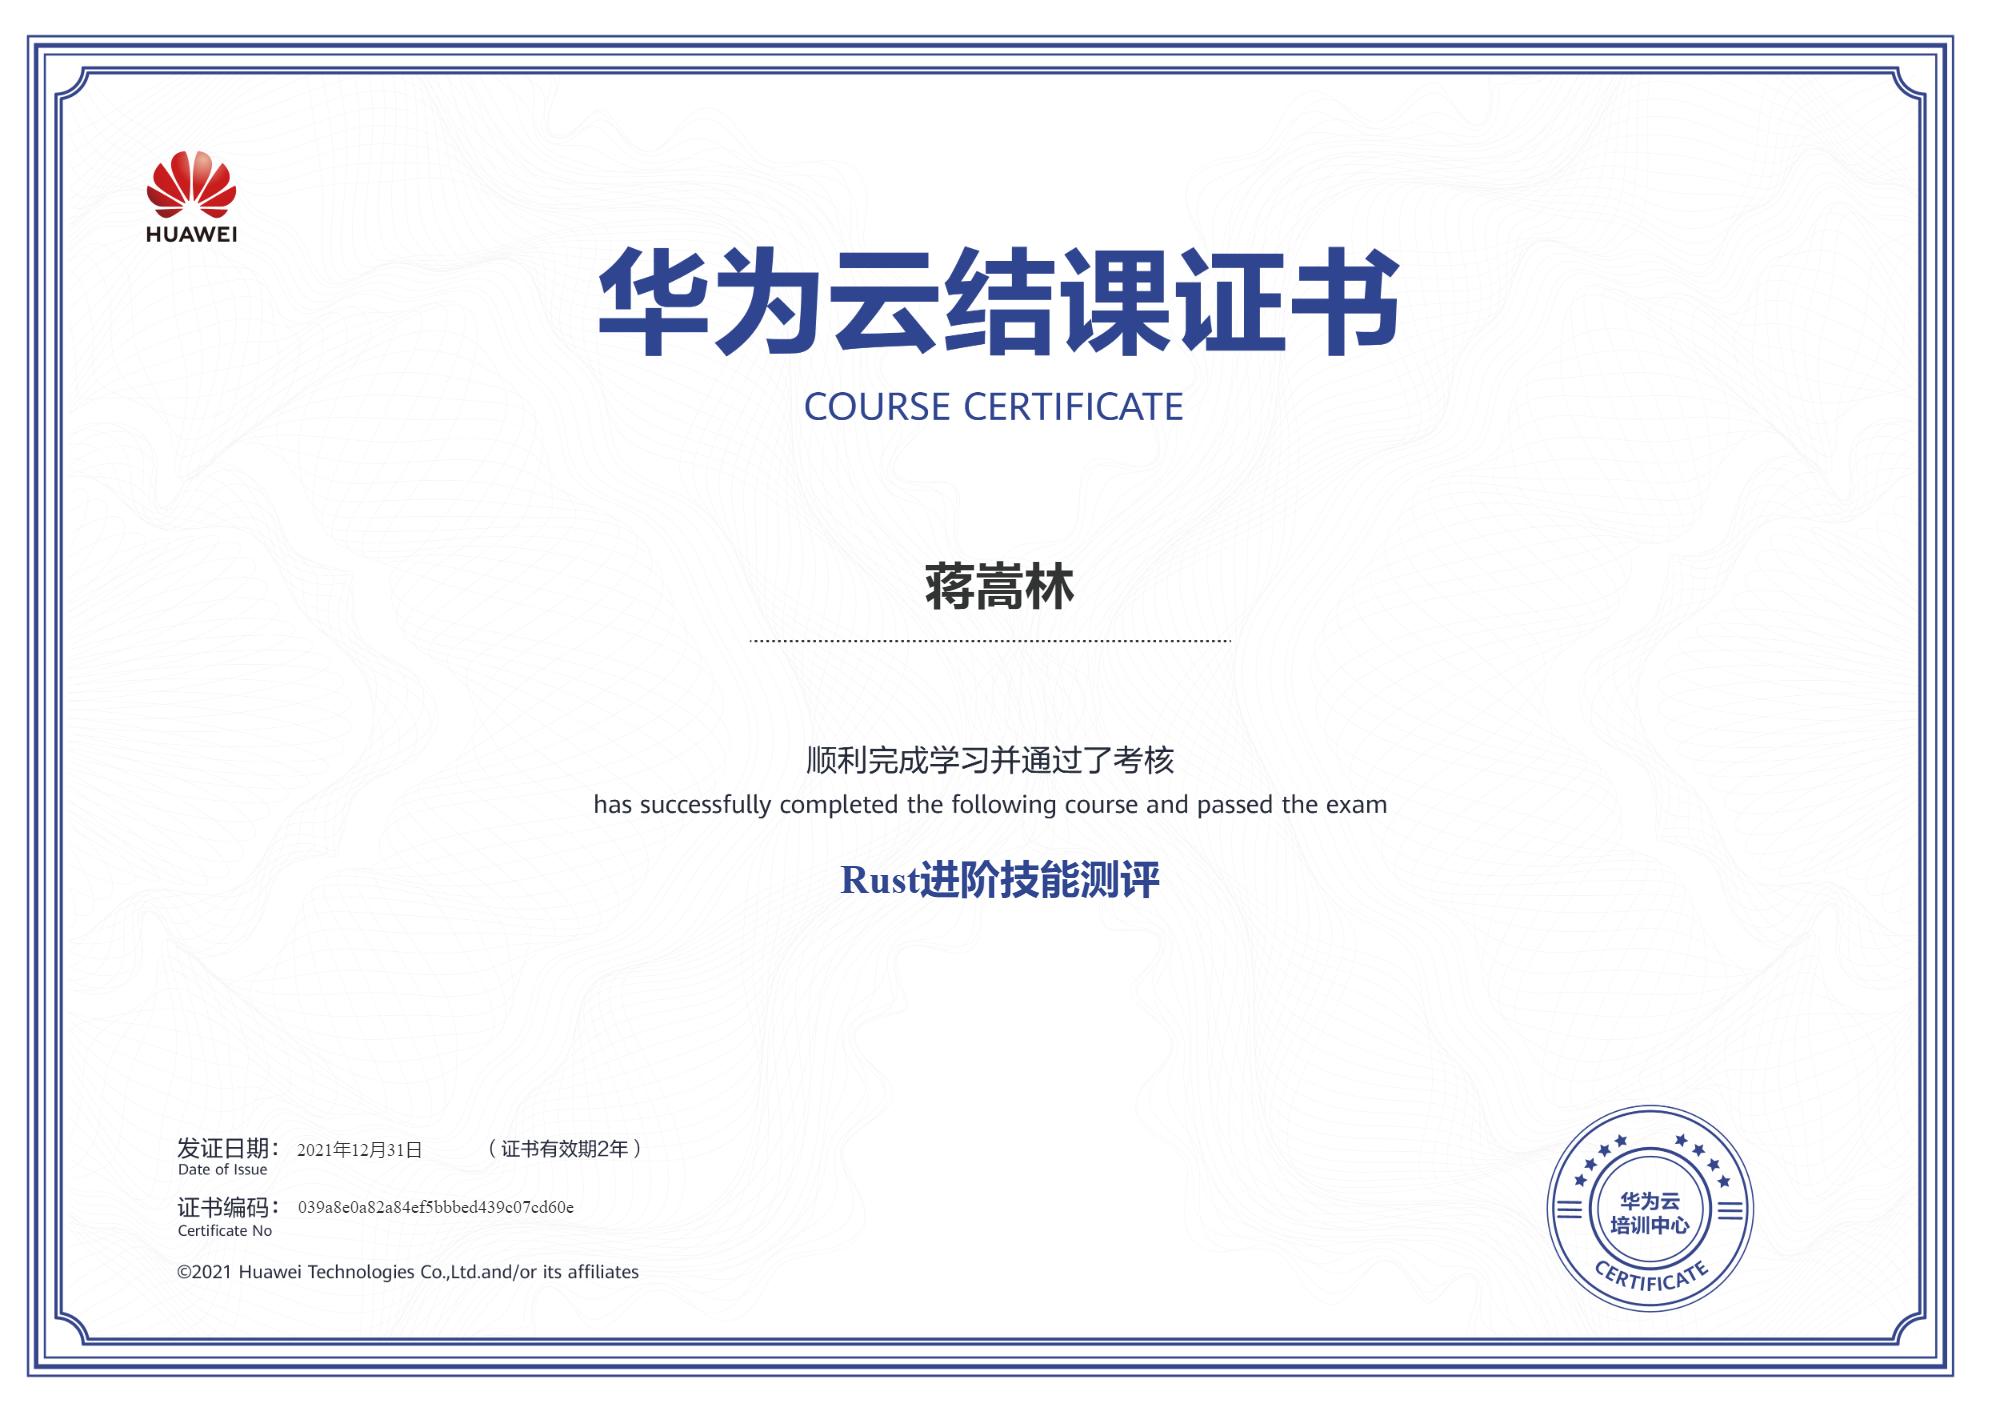 HUAWEI
华为云结课证书
COURSE CERTIFICATE
蒋嵩林
顺利完成学习并通过了考核
has successfully completed the following course and passed the exam
Rust进阶技能测评
发证日期： 2021年12月31日 （证书有效期2年）
Date of Issue
证书编码： 039a8e0a82a84ef5bbbed439c07cd60e
Certificate No
©2021 Huawei Technologies Co.,Ltd.and/or its affiliates
华为云
培训中心
CERTIFICATE